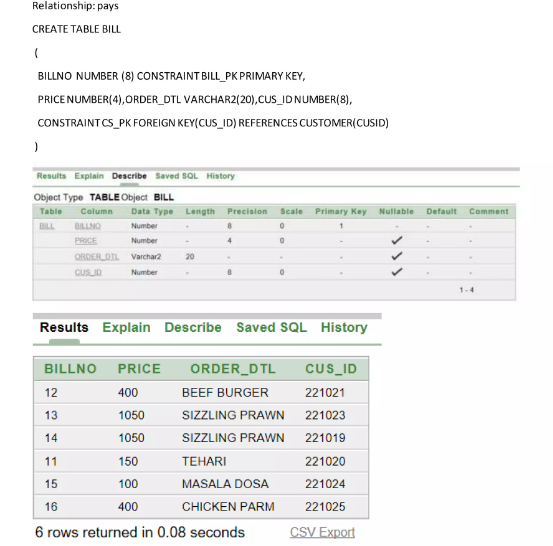 Relationship: pays
CREATE TABLE BILL
(
BILLNO NUMBER (8) CONSTRAINT BILL_PK PRIMARY KEY,
PRICE NUMBER(4),ORDER_DTL VARCHAR2(20),CUS_ID NUMBER(8),
CONSTRAINT CS_PK FOREIGN KEY(CUS_ID) REFERENCES CUSTOMER(CUSID)
)
Results Explain Describe Saved SQL History
Object Type TABLE Object BILL
Table Column Data Type Length Precision Scale Primary Key Nullable Default Comment
BILL BILLNO Number - 8 0 1 - - -
PRICE Number - 4 0 - ✓ - -
ORDER_DTL Varchar2 20 - - - ✓ - -
CUS_ID Number - 8 0 - ✓ - -
1 - 4
Results Explain Describe Saved SQL History
BILLNO PRICE ORDER_DTL CUS_ID
12 400 BEEF BURGER 221021
13 1050 SIZZLING PRAWN 221023
14 1050 SIZZLING PRAWN 221019
11 150 TEHARI 221020
15 100 MASALA DOSA 221024
16 400 CHICKEN PARM 221025
6 rows returned in 0.08 seconds CSV Export